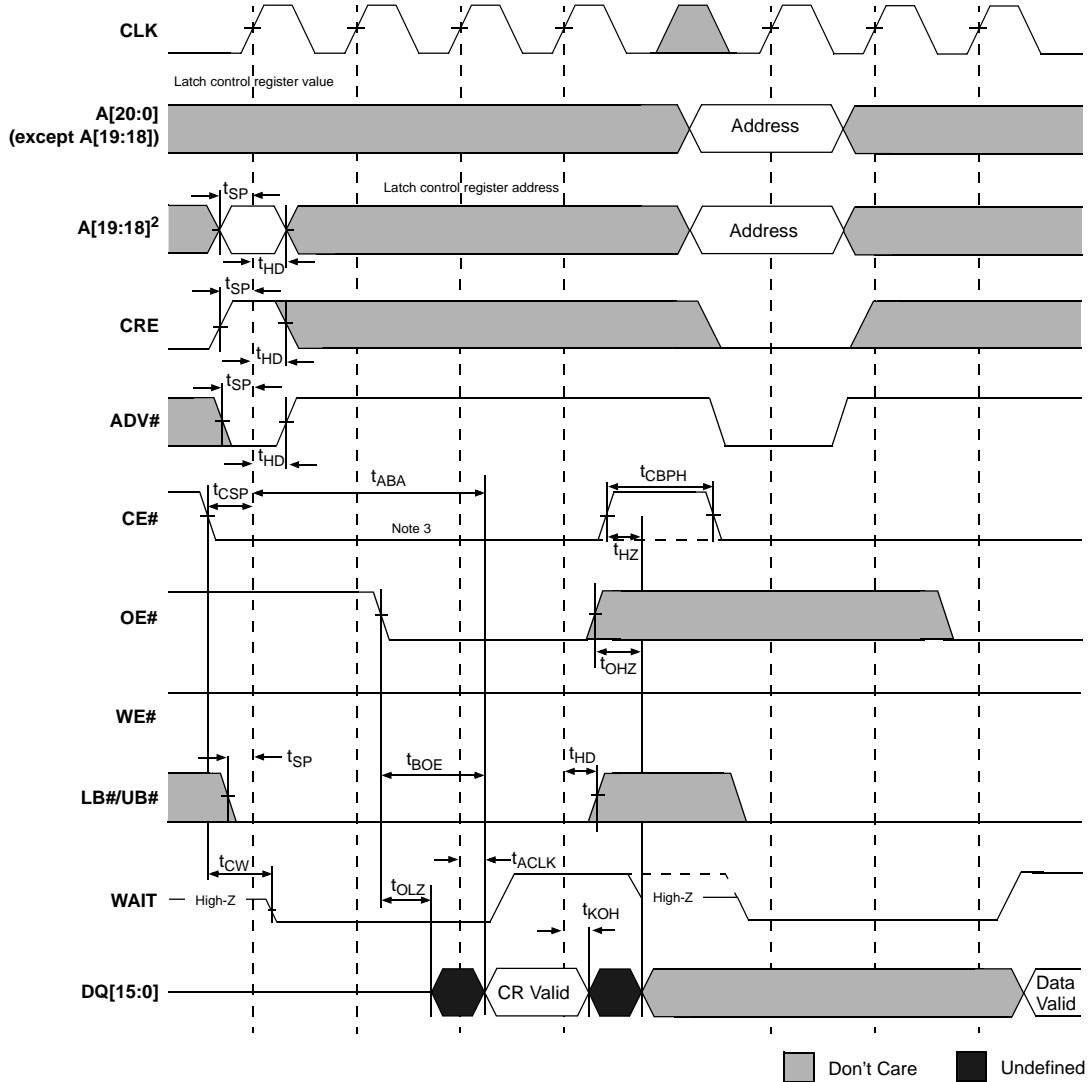 CLK
Latch control register value
A[20:0]
(except A[19:18])
Address
tSP
Latch control register address
A[19:18]2
Address
tHD
tSP
CRE
tHD
tSP
ADV#
tHD
tCSP
tABA
tCBPH
CE#
Note 3
tHZ
OE#
tOHZ
WE#
tSP
tBOE
tHD
LB#/UB#
tCW
tOLZ
tACLK
WAIT
High-Z
High-Z
tKOH
DQ[15:0]
CR Valid
Data
Valid
Don't Care
Undefined